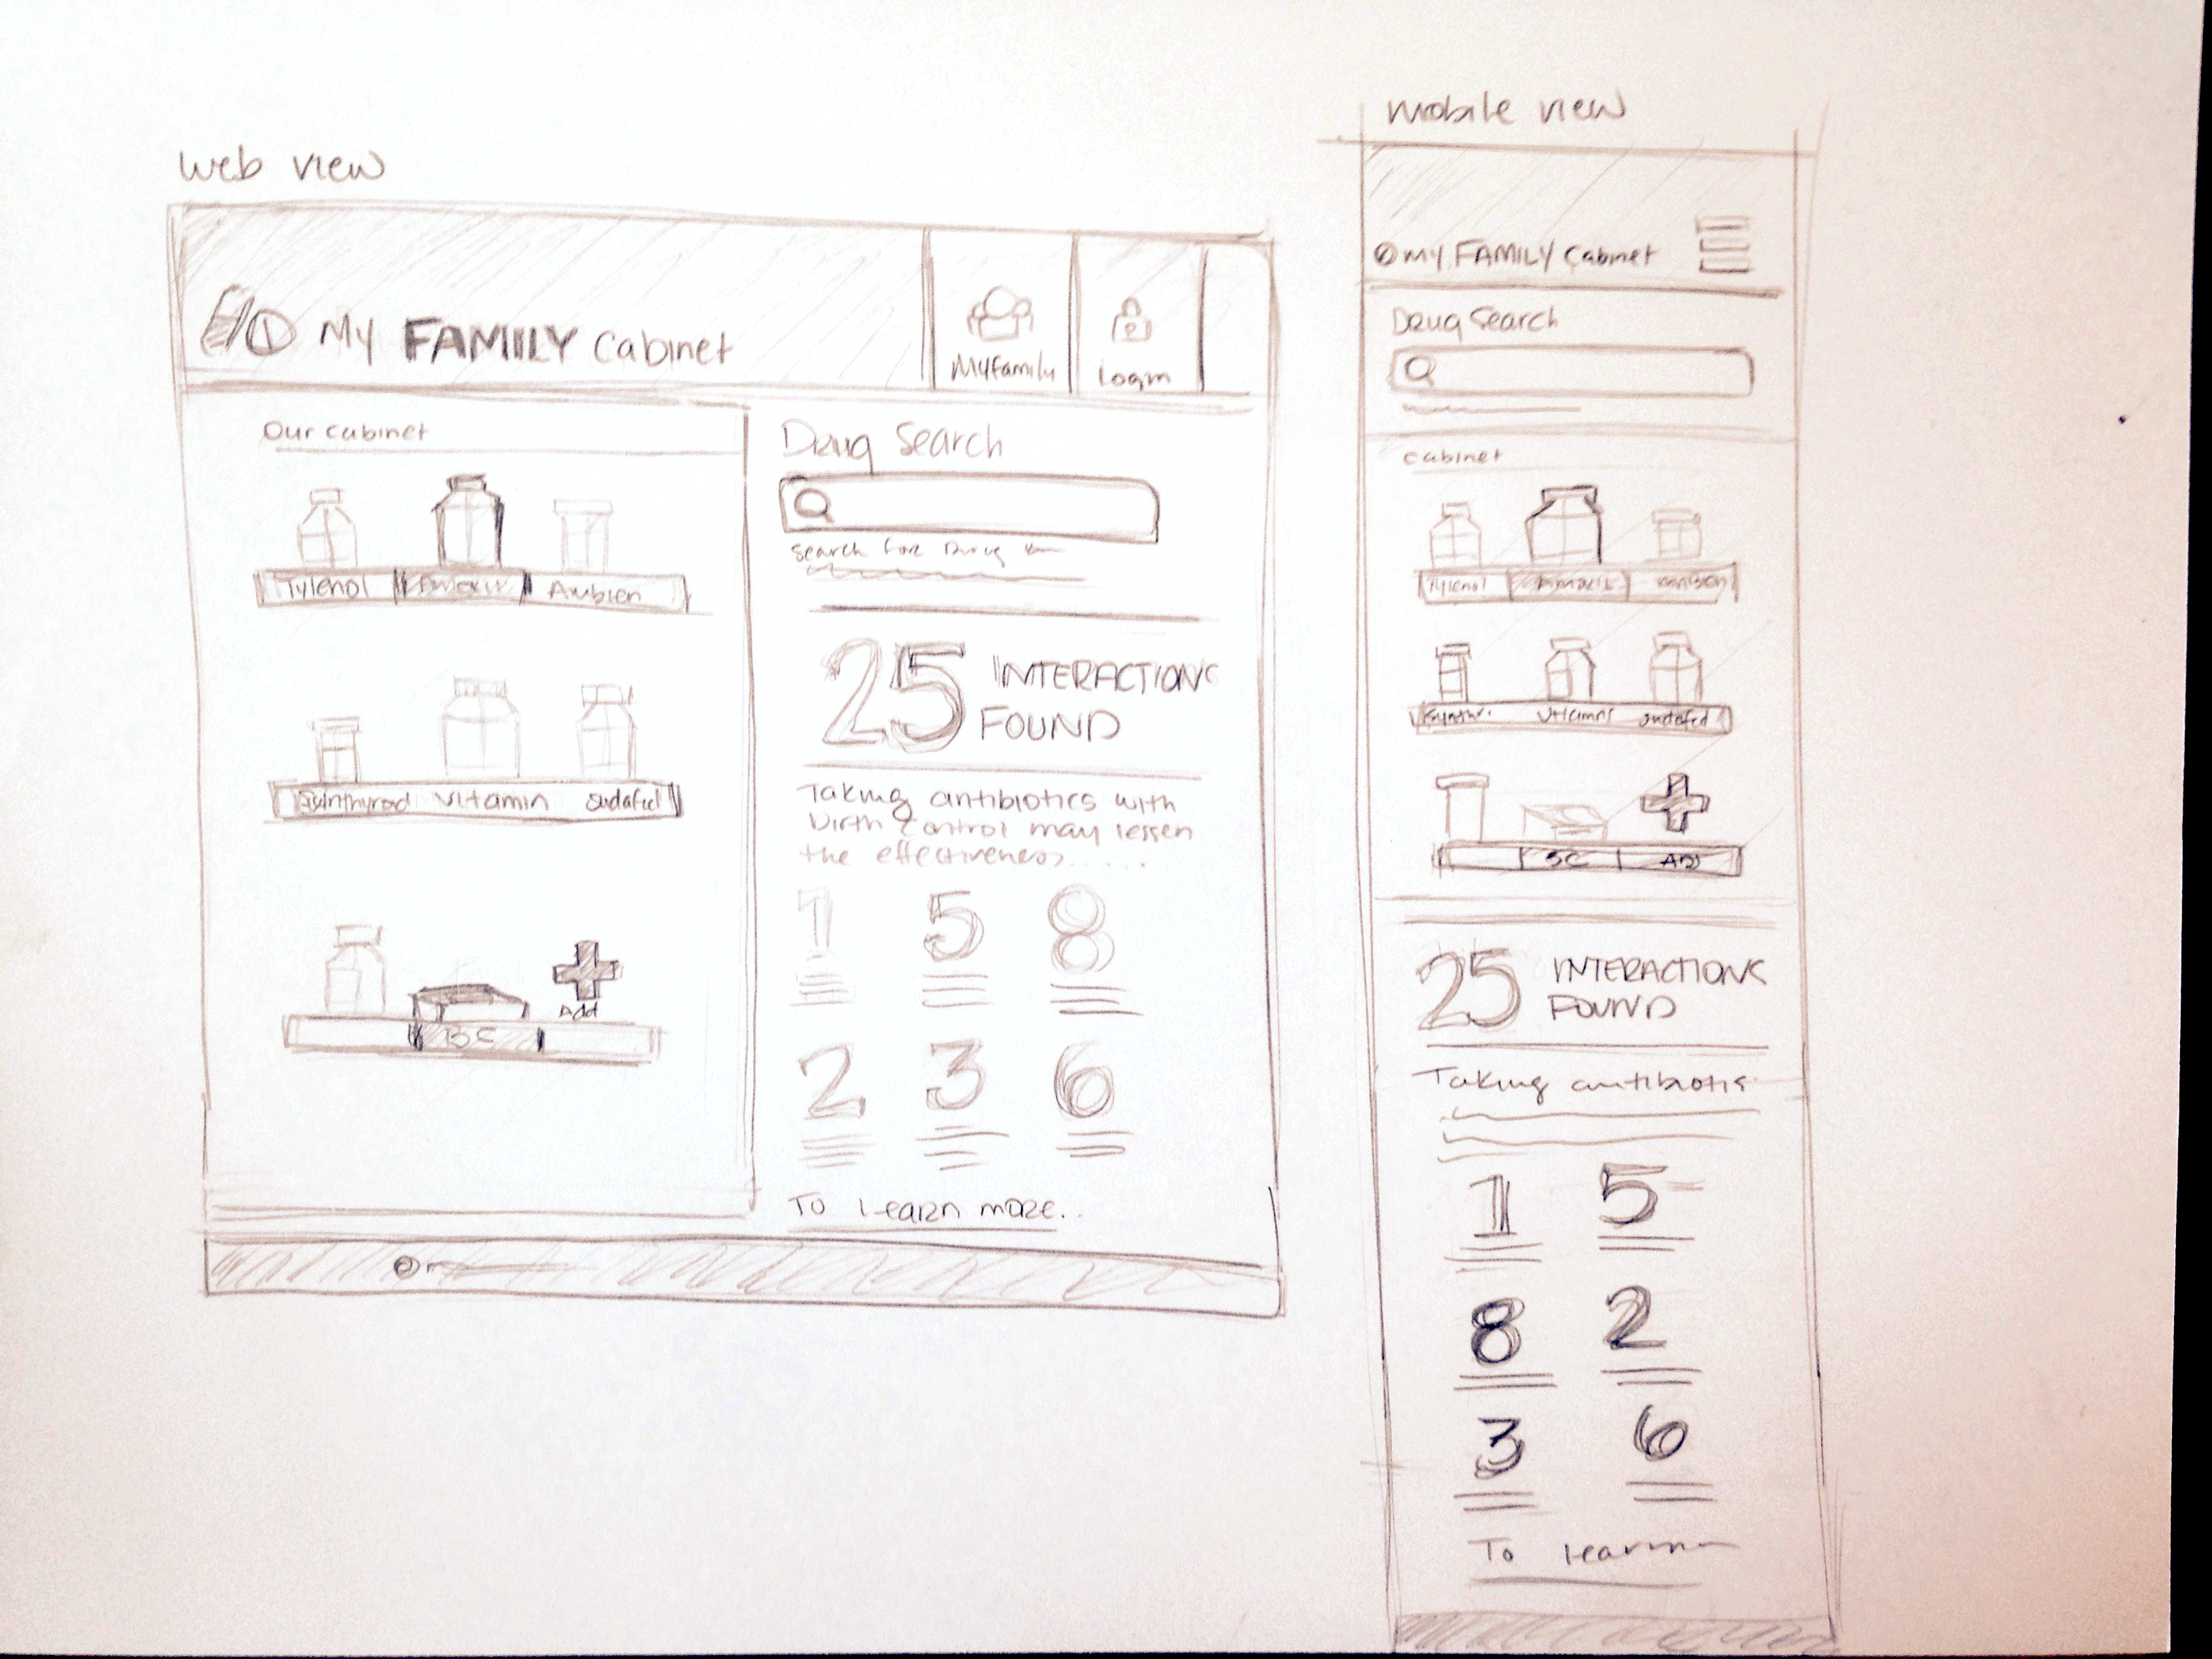 web view
My FAMILY Cabinet
MyFamily
Login
Our cabinet
Tylenol Amoxic Ambien
Synthyroid Vitamin Sudafed
Add
BC
Drug Search
Search for Drug
25 INTERACTIONS
FOUND
Taking antibiotics with
birth control may lessen
the effectiveness......
1 5 8
2 3 6
To learn more..
mobile view
my FAMILY Cabinet
Drug Search
cabinet
Tylenol Amoxic Ambien
Synthr. Vitamins Sudafed
BC ADD
25 INTERACTIONS
FOUND
Taking antibiotis
1 5
8 2
3 6
To learn